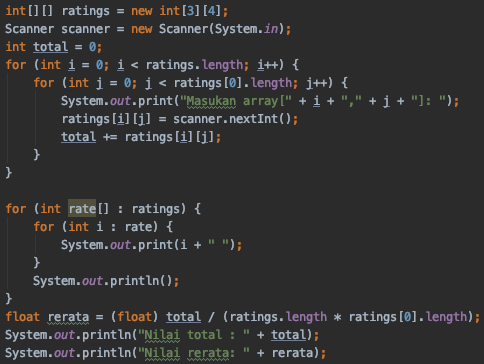 int[][] ratings = new int[3][4];
Scanner scanner = new Scanner(System.in);
int total = 0;
for (int i = 0; i < ratings.length; i++) {
    for (int j = 0; j < ratings[0].length; j++) {
        System.out.print("Masukan array[" + i + "," + j + "]: ");
        ratings[i][j] = scanner.nextInt();
        total += ratings[i][j];
    }
}

for (int rate[] : ratings) {
    for (int i : rate) {
        System.out.print(i + " ");
    }
    System.out.println();
}
float rerata = (float) total / (ratings.length * ratings[0].length);
System.out.println("Nilai total : " + total);
System.out.println("Nilai rerata: " + rerata);